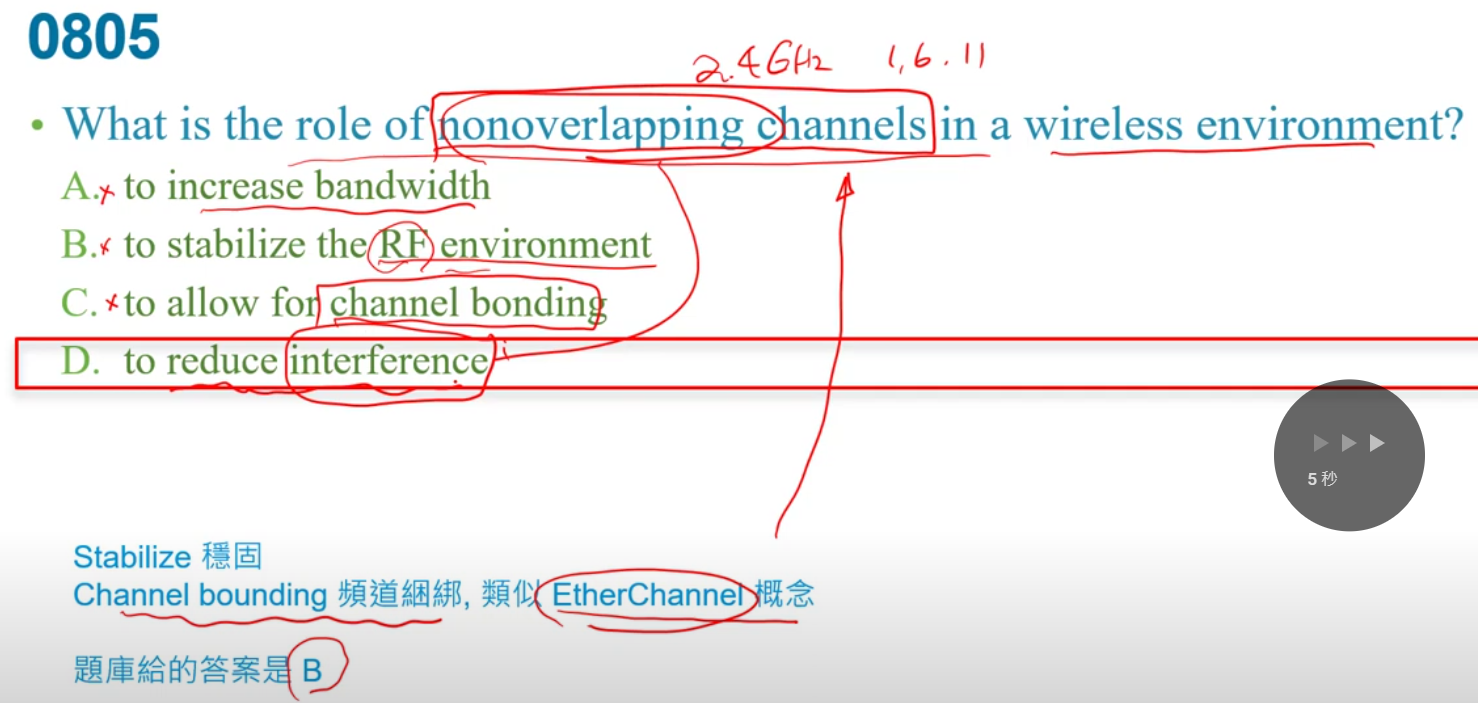 0805
2.4GHz 1,6.11
• What is the role of nonoverlapping channels in a wireless environment?
A.x to increase bandwidth
B.x to stabilize the RF environment
C. x to allow for channel bonding
D. to reduce interference
5 秒
Stabilize 穩固
Channel bounding 頻道綑綁, 類似 EtherChannel 概念
題庫給的答案是 B